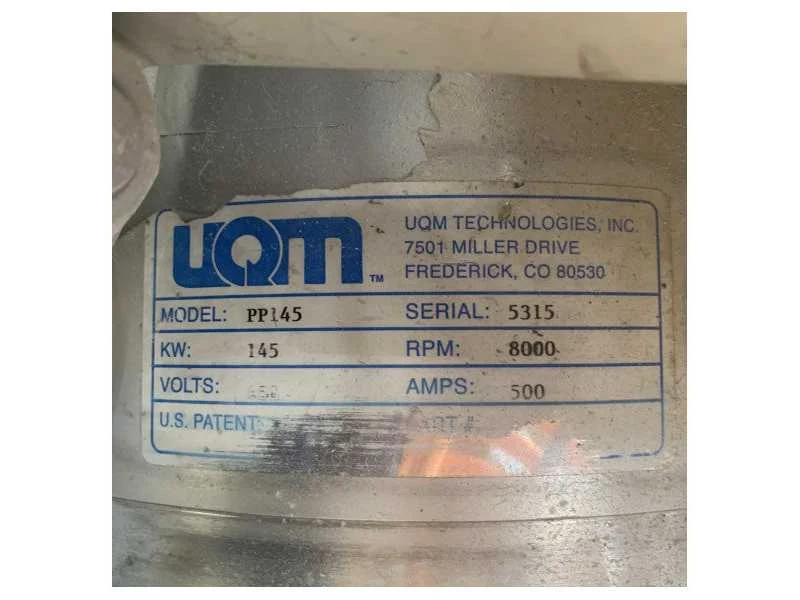 UQM™
UQM TECHNOLOGIES, INC.
7501 MILLER DRIVE
FREDERICK, CO 80530
MODEL: PP145 SERIAL: 5315
KW: 145 RPM: 8000
VOLTS: AMPS: 500
U.S. PATENT